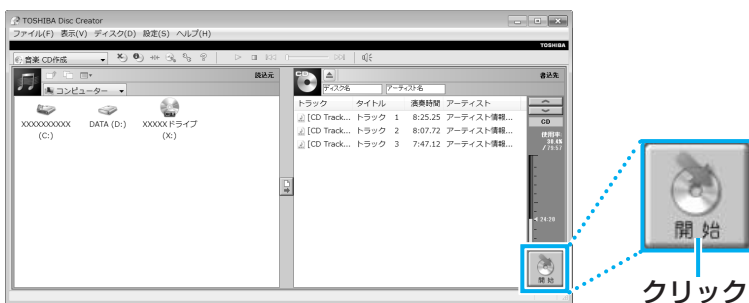 TOSHIBA Disc Creator
ファイル(F) 表示(V) ディスク(D) 設定(S) ヘルプ(H)
TOSHIBA
音楽 CD作成
読込元
書込先
コンピューター
ディスク名
アーティスト名
XXXXXXXXXX
(C:)
DATA (D:)
XXXXXドライブ
(X:)
トラック タイトル 演奏時間 アーティスト
[CD Track... トラック 1 8:25.25 アーティスト情報...
[CD Track... トラック 2 8:07.72 アーティスト情報...
[CD Track... トラック 3 7:47.12 アーティスト情報...
CD
使用率
30.4%
/ 79:57
24:20
開始
開始
クリック